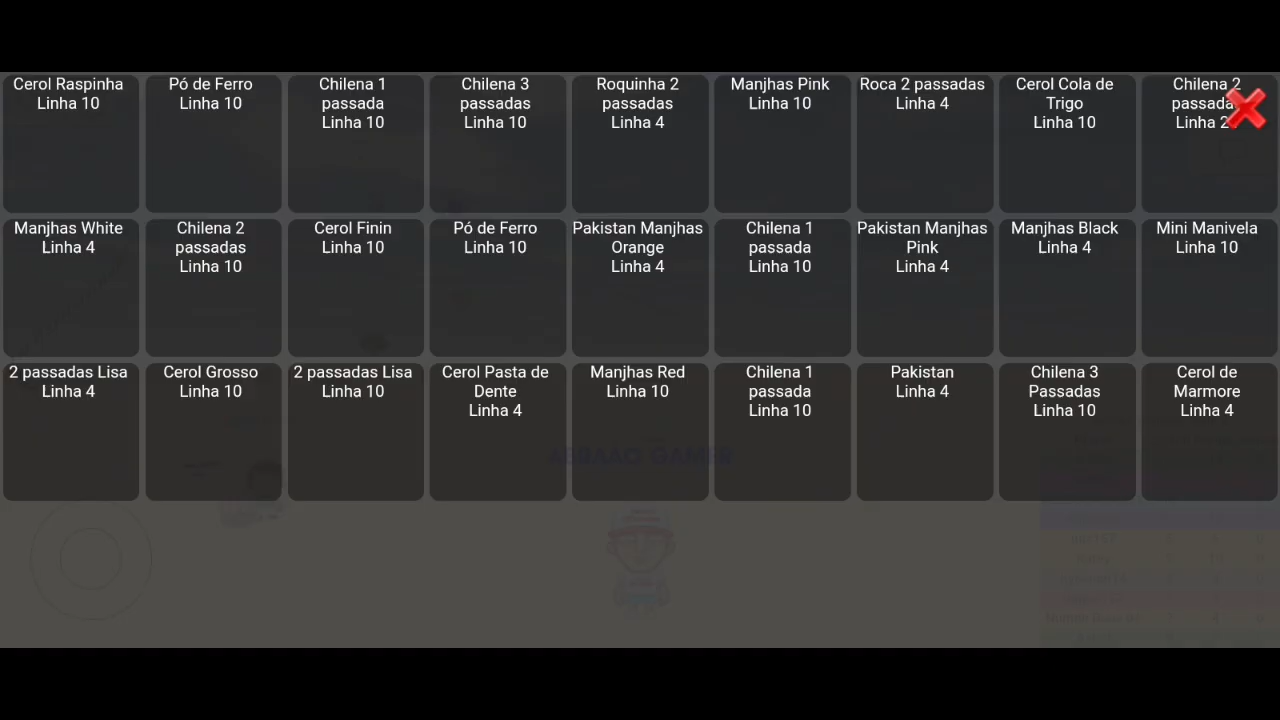 Cerol Raspinha
Linha 10
Pó de Ferro
Linha 10
Chilena 1
passada
Linha 10
Chilena 3
passadas
Linha 10
Roquinha 2
passadas
Linha 4
Manjhas Pink
Linha 10
Roca 2 passadas
Linha 4
Cerol Cola de
Trigo
Linha 10
Chilena 2
passada
Linha 2
Manjhas White
Linha 4
Chilena 2
passadas
Linha 10
Cerol Finin
Linha 10
Pó de Ferro
Linha 10
Pakistan Manjhas
Orange
Linha 4
Chilena 1
passada
Linha 10
Pakistan Manjhas
Pink
Linha 4
Manjhas Black
Linha 4
Mini Manivela
Linha 10
2 passadas Lisa
Linha 4
Cerol Grosso
Linha 10
2 passadas Lisa
Linha 10
Cerol Pasta de
Dente
Linha 4
Manjhas Red
Linha 10
Chilena 1
passada
Linha 10
Pakistan
Linha 4
Chilena 3
Passadas
Linha 10
Cerol de
Marmore
Linha 4
GAMER